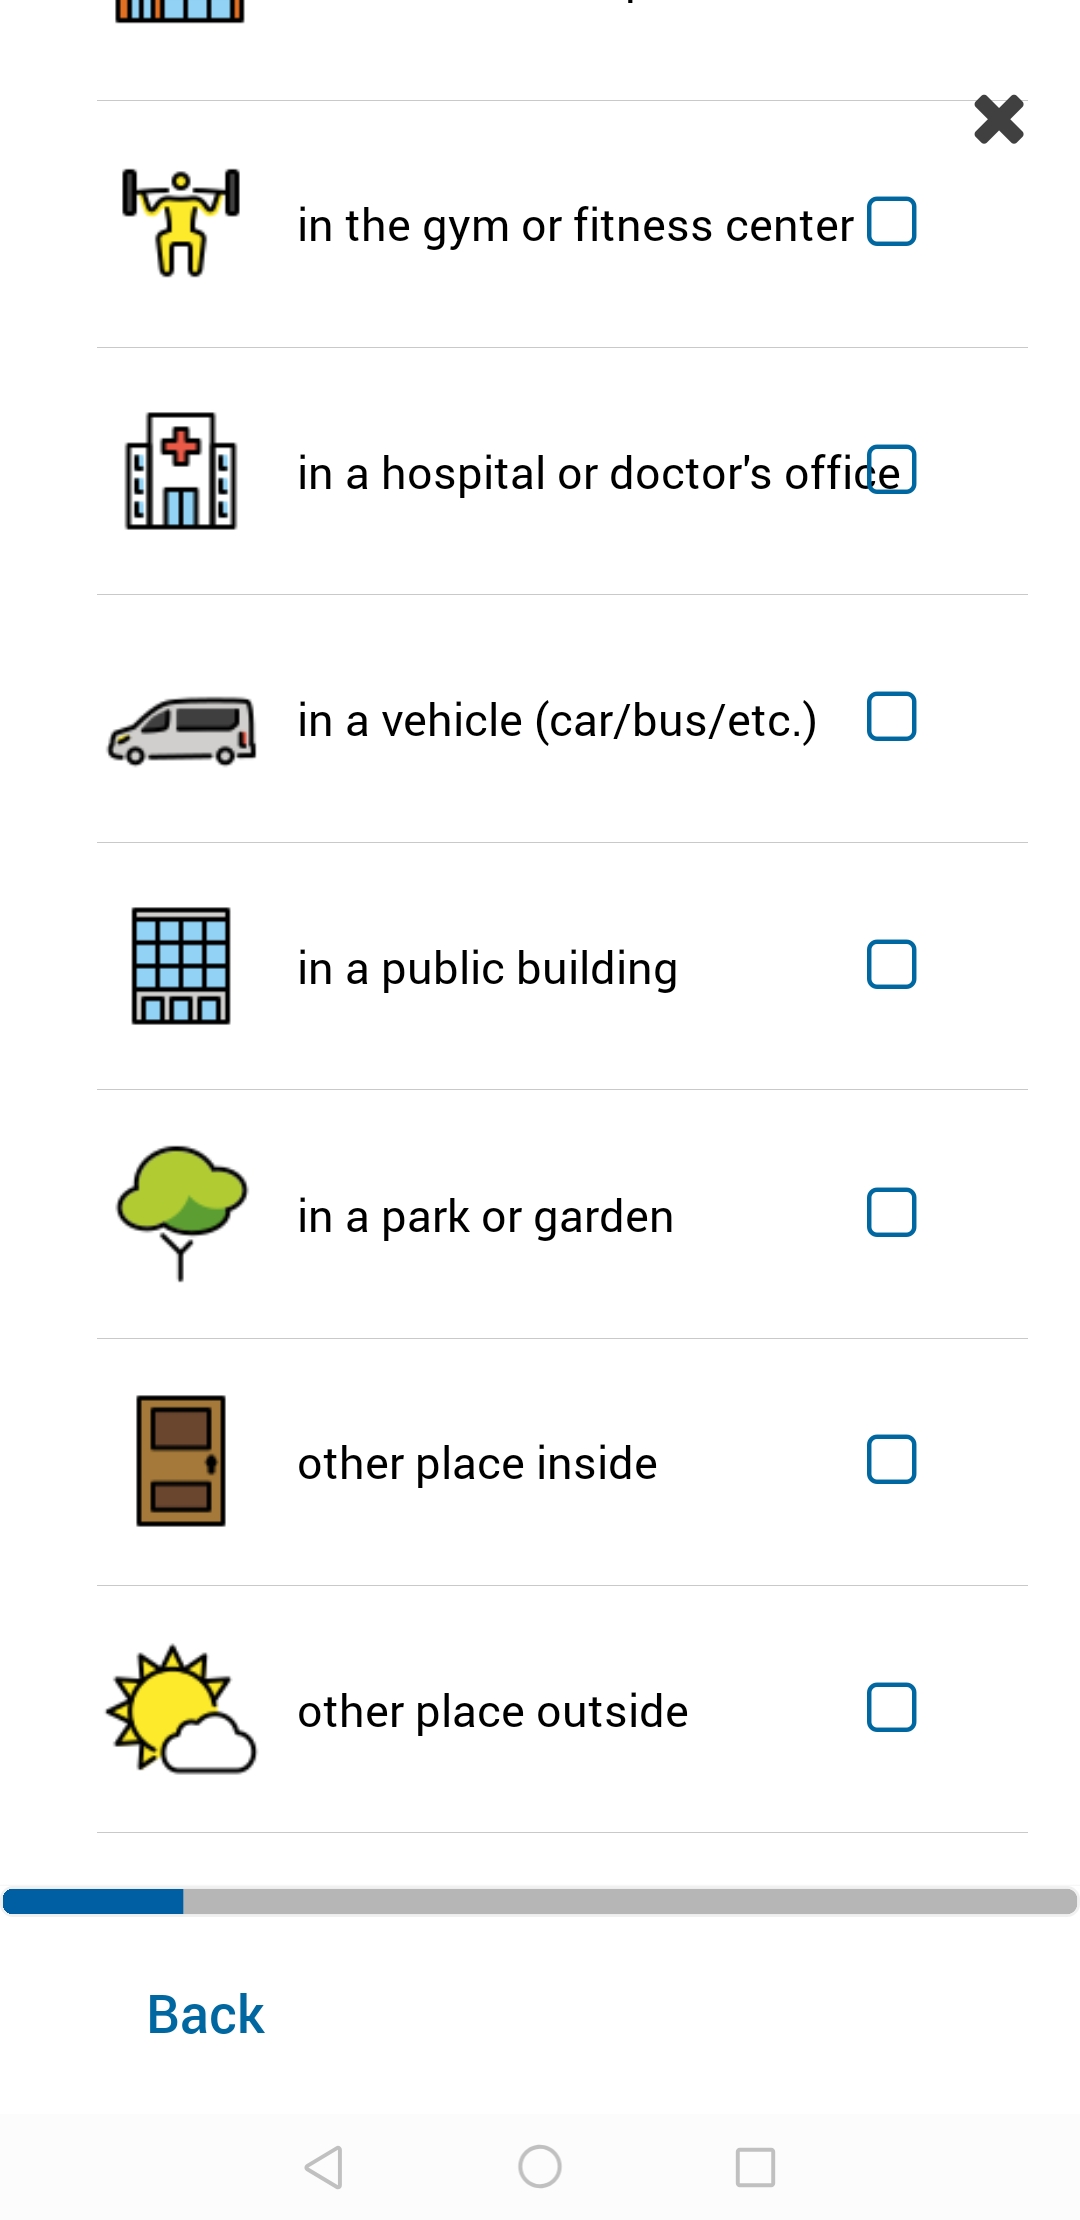 in the gym or fitness center
in a hospital or doctor's office
in a vehicle (car/bus/etc.)
in a public building
in a park or garden
other place inside
other place outside
Back